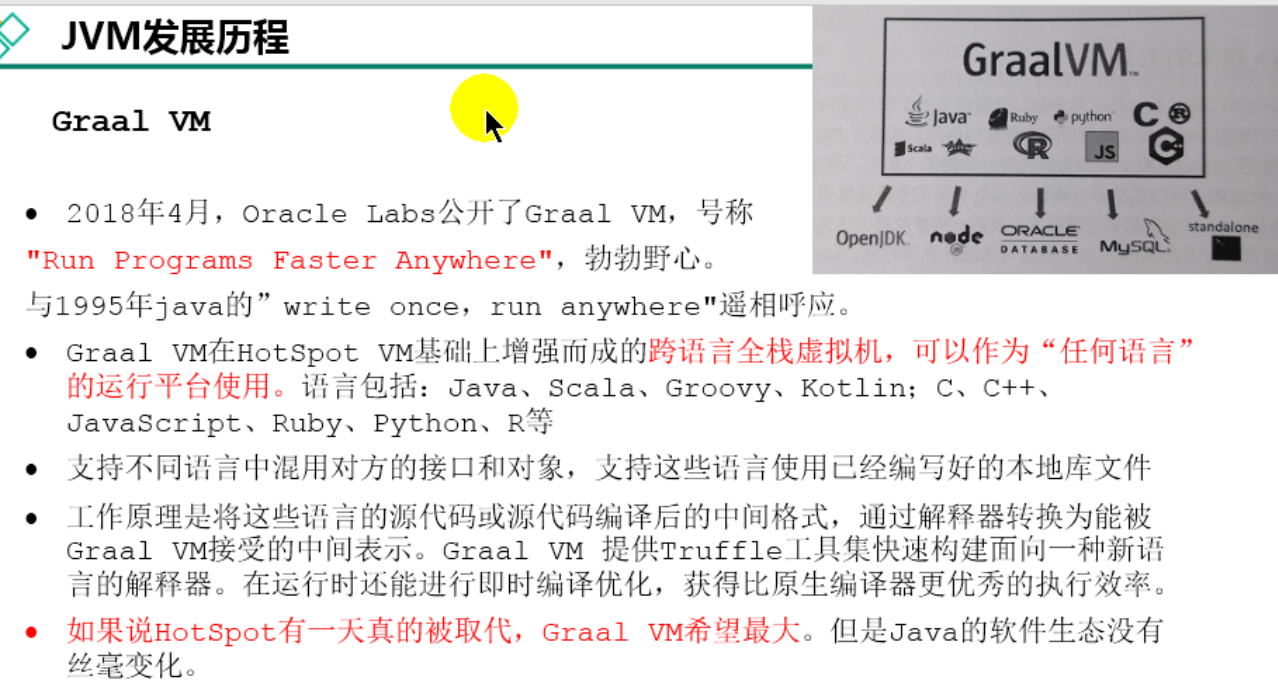 JVM发展历程
GraalVM™
Java
Ruby
python
C
R
Scala
R
JS
C++
OpenJDK
node
JS
ORACLE
DATABASE
MySQL
standalone
Graal VM
• 2018年4月，Oracle Labs公开了Graal VM，号称
"Run Programs Faster Anywhere"，勃勃野心。
与1995年java的”write once，run anywhere"遥相呼应。
• Graal VM在HotSpot VM基础上增强而成的跨语言全栈虚拟机，可以作为“任何语言”
的运行平台使用。语言包括：Java、Scala、Groovy、Kotlin；C、C++、
JavaScript、Ruby、Python、R等
• 支持不同语言中混用对方的接口和对象，支持这些语言使用已经编写好的本地库文件
• 工作原理是将这些语言的源代码或源代码编译后的中间格式，通过解释器转换为能被
Graal VM接受的中间表示。Graal VM 提供Truffle工具集快速构建面向一种新语
言的解释器。在运行时还能进行即时编译优化，获得比原生编译器更优秀的执行效率。
• 如果说HotSpot有一天真的被取代，Graal VM希望最大。但是Java的软件生态没有
丝毫变化。